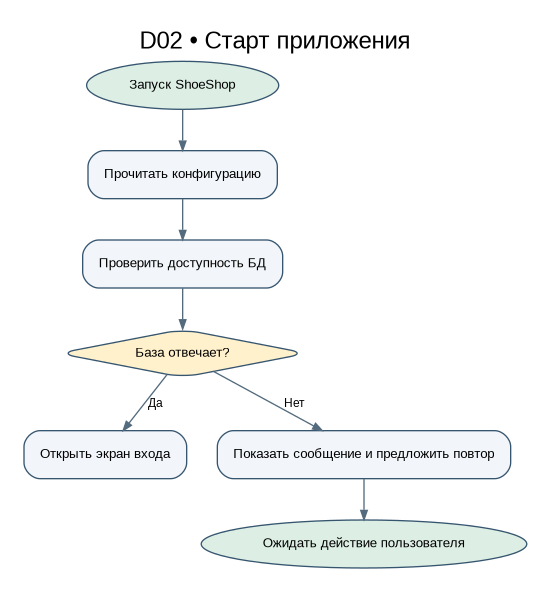 D02 • Старт приложения
Запуск ShoeShop
Прочитать конфигурацию
Проверить доступность БД
База отвечает?
Да
Нет
Открыть экран входа
Показать сообщение и предложить повтор
Ожидать действие пользователя